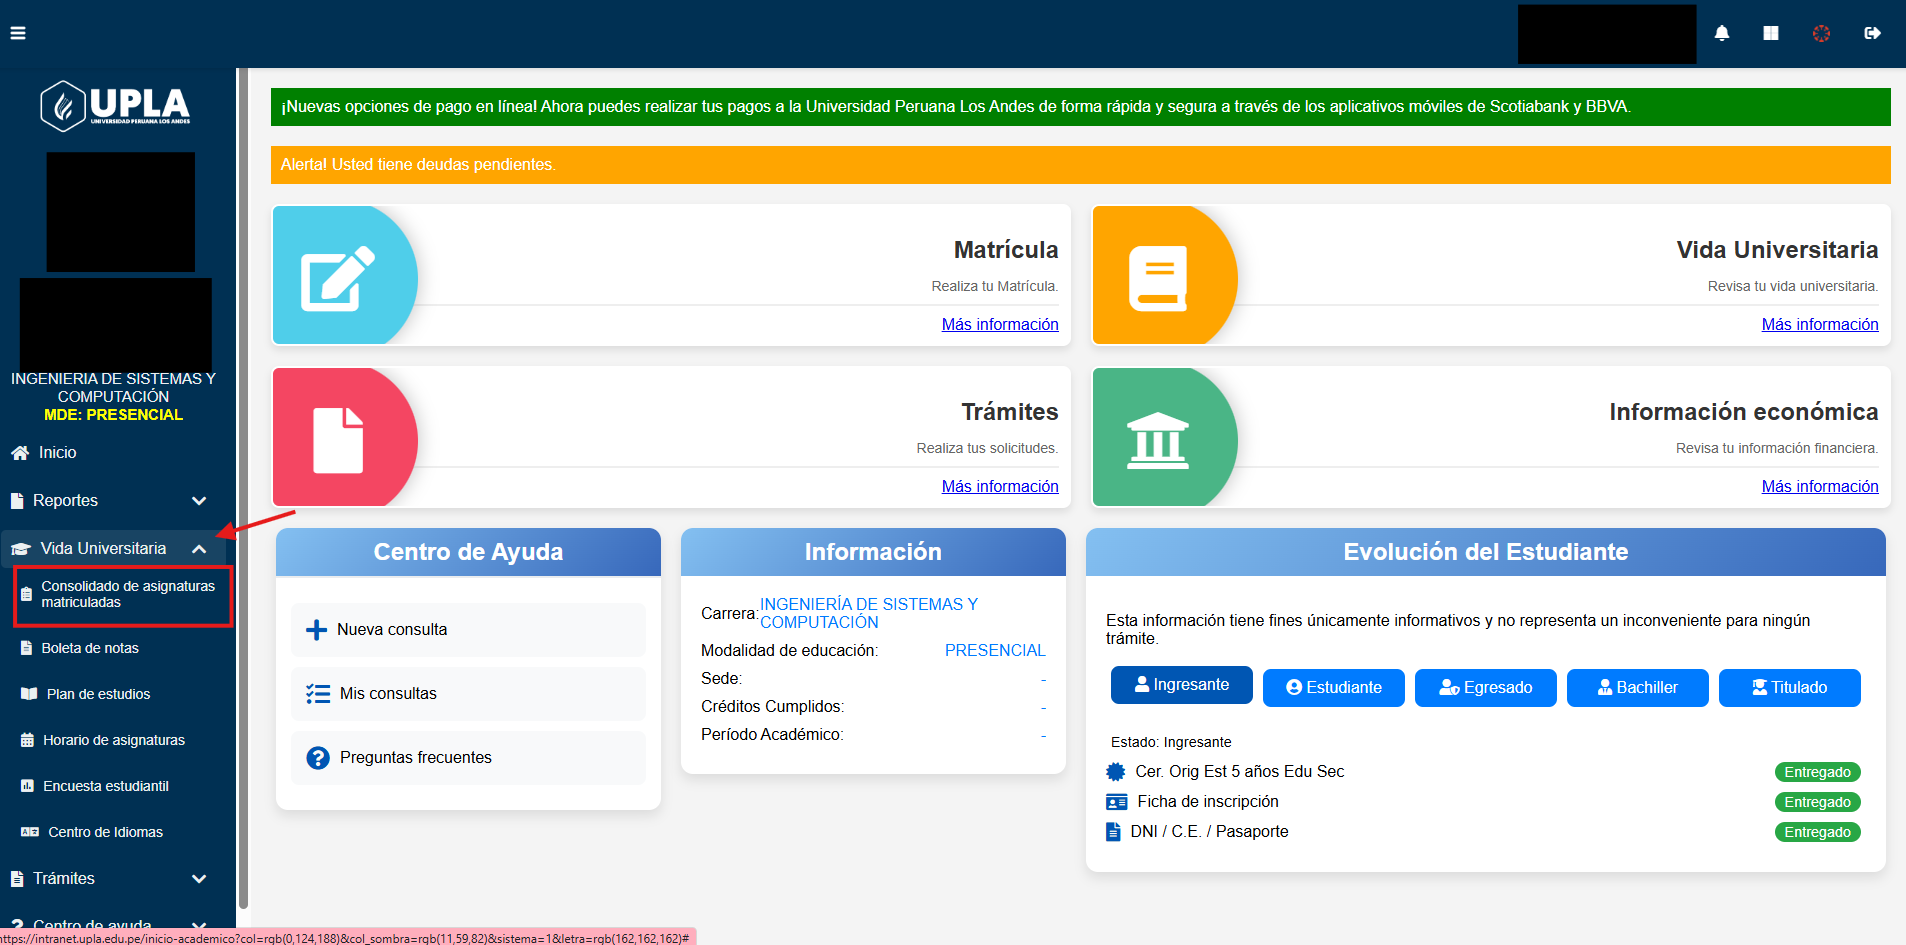 UPLA
UNIVERSIDAD PERUANA LOS ANDES
INGENIERIA DE SISTEMAS Y
COMPUTACIÓN
MDE: PRESENCIAL
Inicio
Reportes
Vida Universitaria
Consolidado de asignaturas
matriculadas
Boleta de notas
Plan de estudios
Horario de asignaturas
Encuesta estudiantil
Centro de Idiomas
Trámites
Centro de ayuda
¡Nuevas opciones de pago en línea! Ahora puedes realizar tus pagos a la Universidad Peruana Los Andes de forma rápida y segura a través de los aplicativos móviles de Scotiabank y BBVA.
Alerta! Usted tiene deudas pendientes.
Matrícula
Realiza tu Matrícula.
Más información
Vida Universitaria
Revisa tu vida universitaria.
Más información
Trámites
Realiza tus solicitudes.
Más información
Información económica
Revisa tu información financiera.
Más información
Centro de Ayuda
Nueva consulta
Mis consultas
Preguntas frecuentes
Información
Carrera: INGENIERÍA DE SISTEMAS Y
COMPUTACIÓN
Modalidad de educación: PRESENCIAL
Sede: -
Créditos Cumplidos: -
Período Académico: -
Evolución del Estudiante
Esta información tiene fines únicamente informativos y no representa un inconveniente para ningún
trámite.
Ingresante Estudiante Egresado Bachiller Titulado
Estado: Ingresante
Cer. Orig Est 5 años Edu Sec Entregado
Ficha de inscripción Entregado
DNI / C.E. / Pasaporte Entregado
https://intranet.upla.edu.pe/inicio-academico?col=rgb(0,124,188)&col_sombra=rgb(11,59,82)&sistema=1&letra=rgb(162,162,162)#